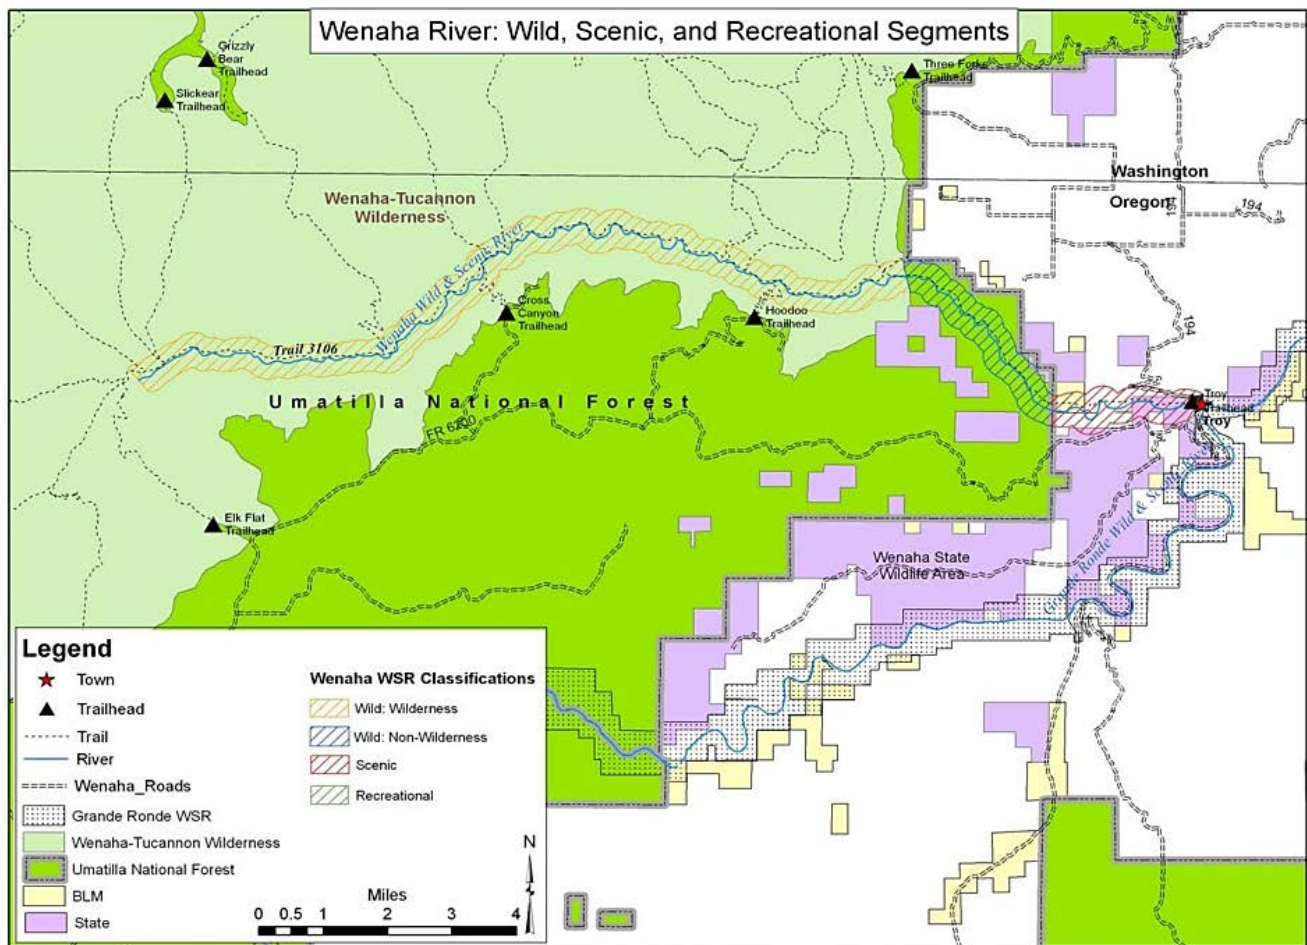 Wenaha River: Wild, Scenic, and Recreational Segments
Grizzly
Bear
Trailhead
Slickear
Trailhead
Three Forks
Trailhead
Washington
Oregon
194
194
194
Wenaha-Tucannon
Wilderness
Wenaha Wild & Scenic River
Cross
Canyon
Trailhead
Hoodoo
Trailhead
Trail 3106
Umatilla National Forest
FR 6200
Troy
Trailhead
Troy
Elk Flat
Trailhead
Wenaha State
Wildlife Area
Grande Ronde Wild & Scenic River
Legend
Town
Trailhead
Trail
River
Wenaha_Roads
Grande Ronde WSR
Wenaha-Tucannon Wilderness
Umatilla National Forest
BLM
State
Wenaha WSR Classifications
Wild: Wilderness
Wild: Non-Wilderness
Scenic
Recreational
N
Miles
0 0.5 1 2 3 4